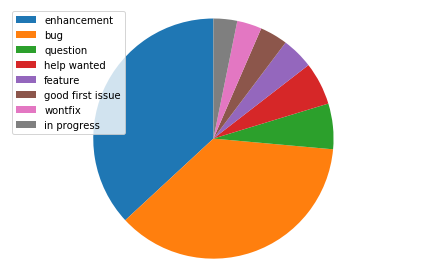 enhancement
bug
question
help wanted
feature
good first issue
wontfix
in progress